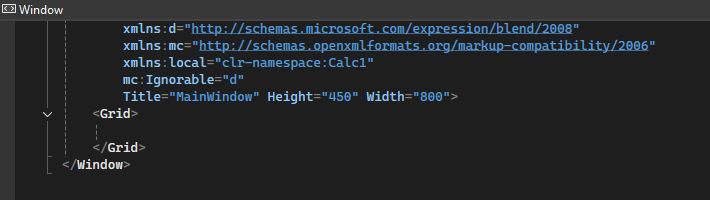 Window
xmlns:d="http://schemas.microsoft.com/expression/blend/2008"
xmlns:mc="http://schemas.openxmlformats.org/markup-compatibility/2006"
xmlns:local="clr-namespace:Calc1"
mc:Ignorable="d"
Title="MainWindow" Height="450" Width="800">
<Grid>
</Grid>
</Window>